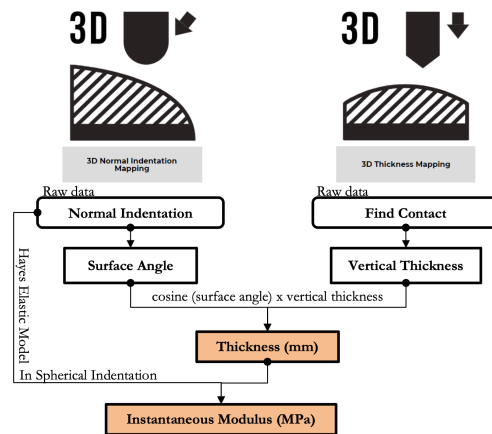 3D
3D
3D Normal Indentation
Mapping
3D Thickness Mapping
Raw data
Raw data
Normal Indentation
Find Contact
Hayes Elastic Model
Surface Angle
Vertical Thickness
cosine (surface angle) x vertical thickness
Thickness (mm)
In Spherical Indentation
Instantaneous Modulus (MPa)